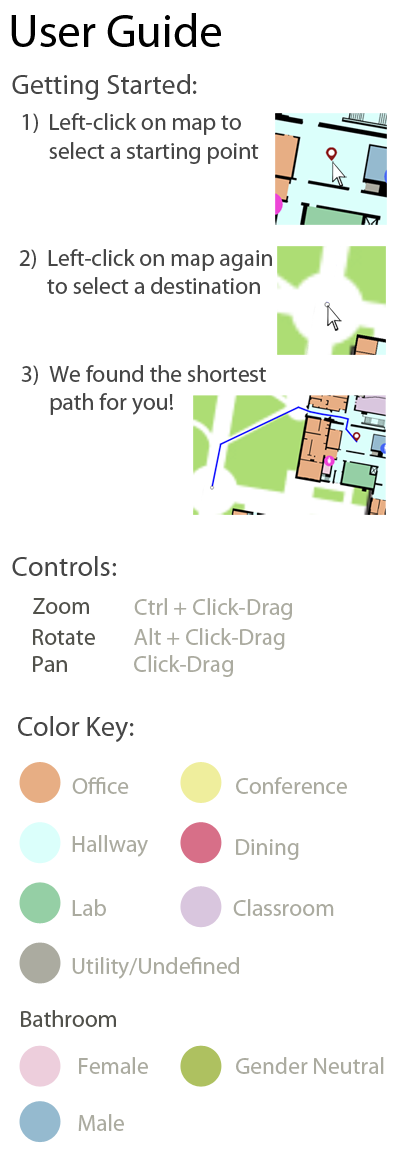 User Guide
Getting Started:
1) Left-click on map to
select a starting point
2) Left-click on map again
to select a destination
3) We found the shortest
path for you!
Controls:
Zoom Ctrl + Click-Drag
Rotate Alt + Click-Drag
Pan Click-Drag
Color Key:
Office Conference
Hallway Dining
Lab Classroom
Utility/Undefined
Bathroom
Female Gender Neutral
Male